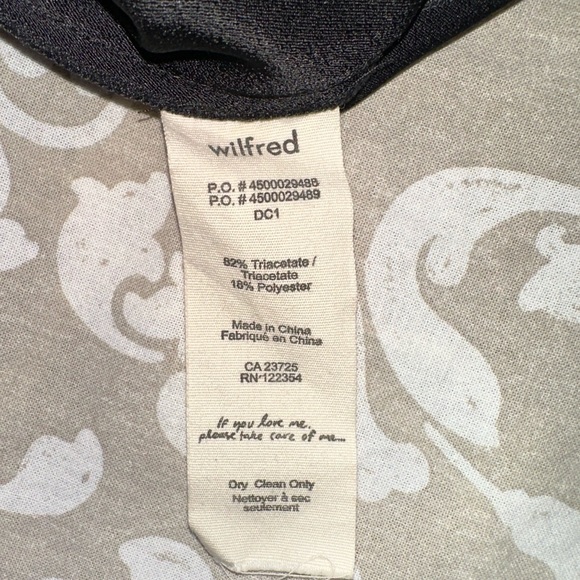 wilfred
P.O. # 4500029488
P.O. # 4500029489
DC1
82% Triacetate /
Triacetate
18% Polyester
Made in China
Fabriqué en China
CA 23725
RN 122354
If you love me,
please take care of me...
Dry Clean Only
Nettoyer à sec
seulement